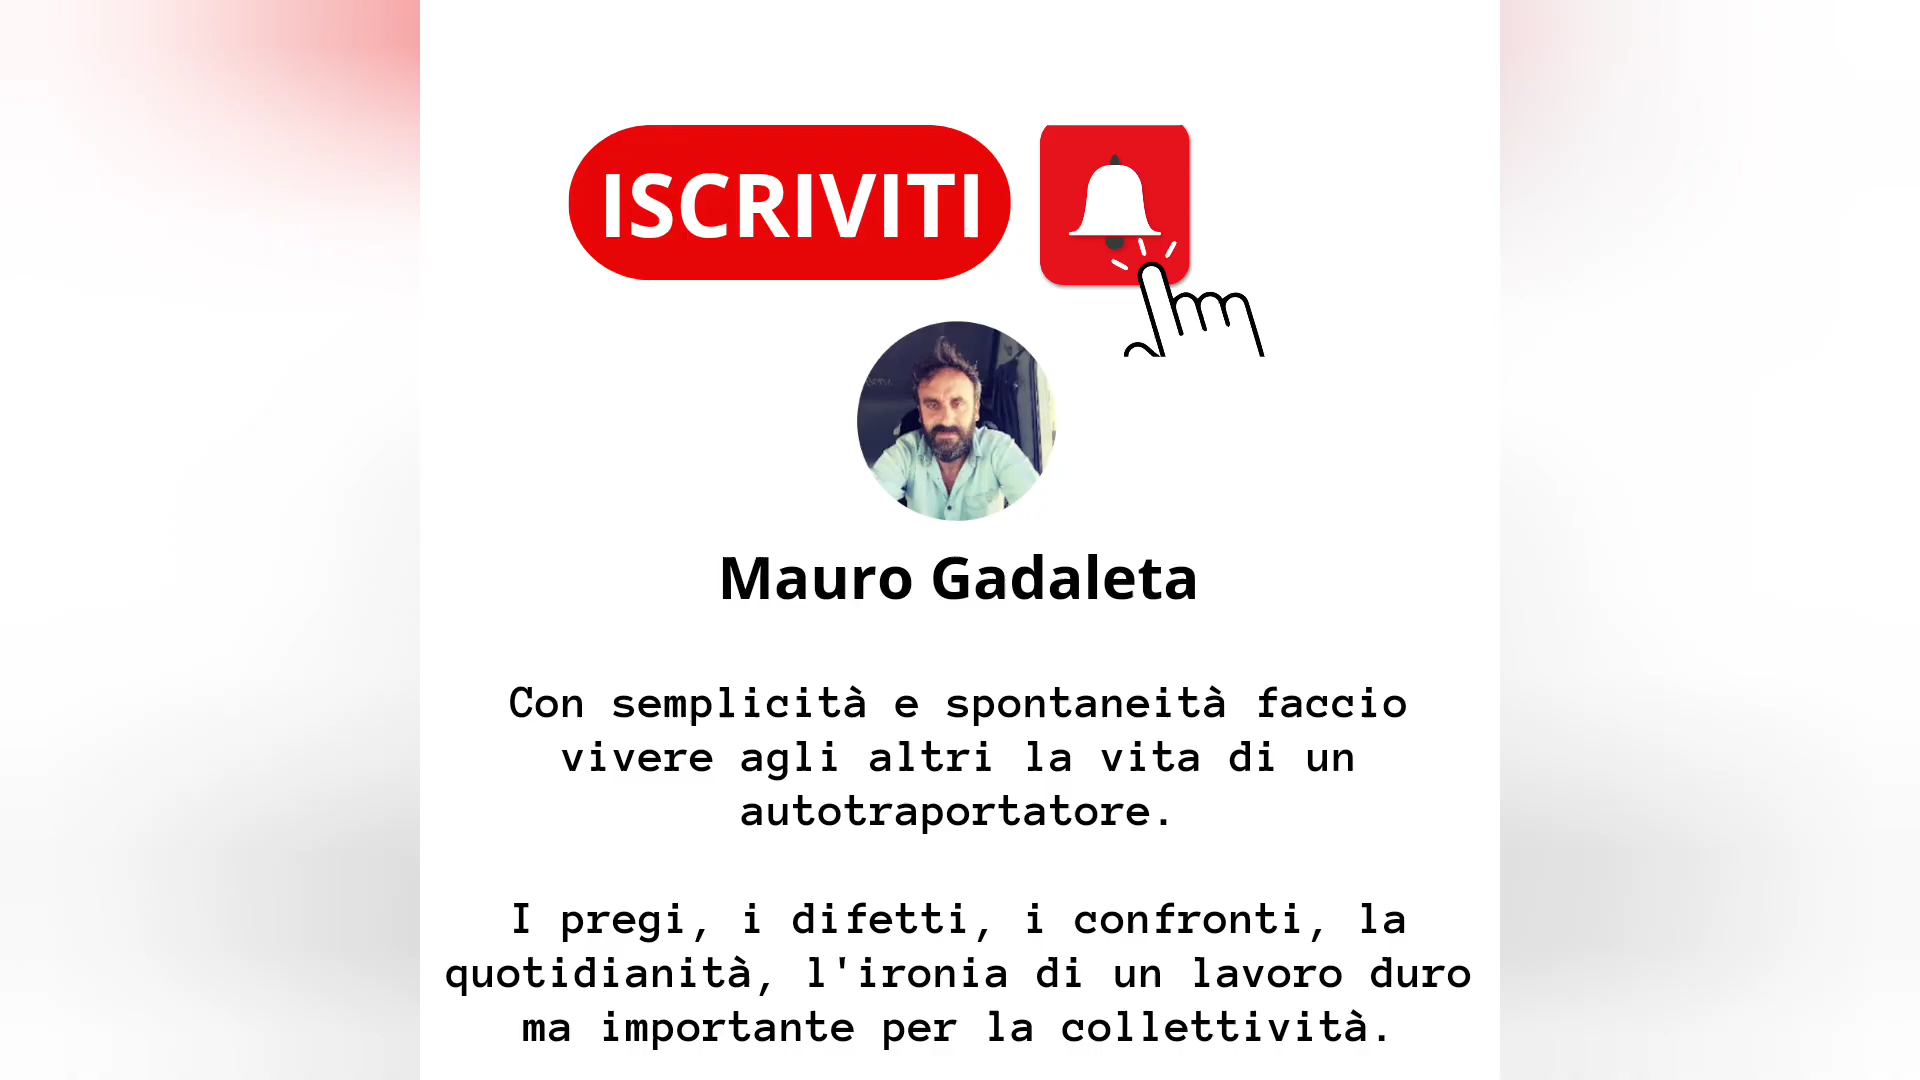 ISCRIVITI
Mauro Gadaleta
Con semplicità e spontaneità faccio
vivere agli altri la vita di un
autotraportatore.
I pregi, i difetti, i confronti, la
quotidianità, l'ironia di un lavoro duro
ma importante per la collettività.